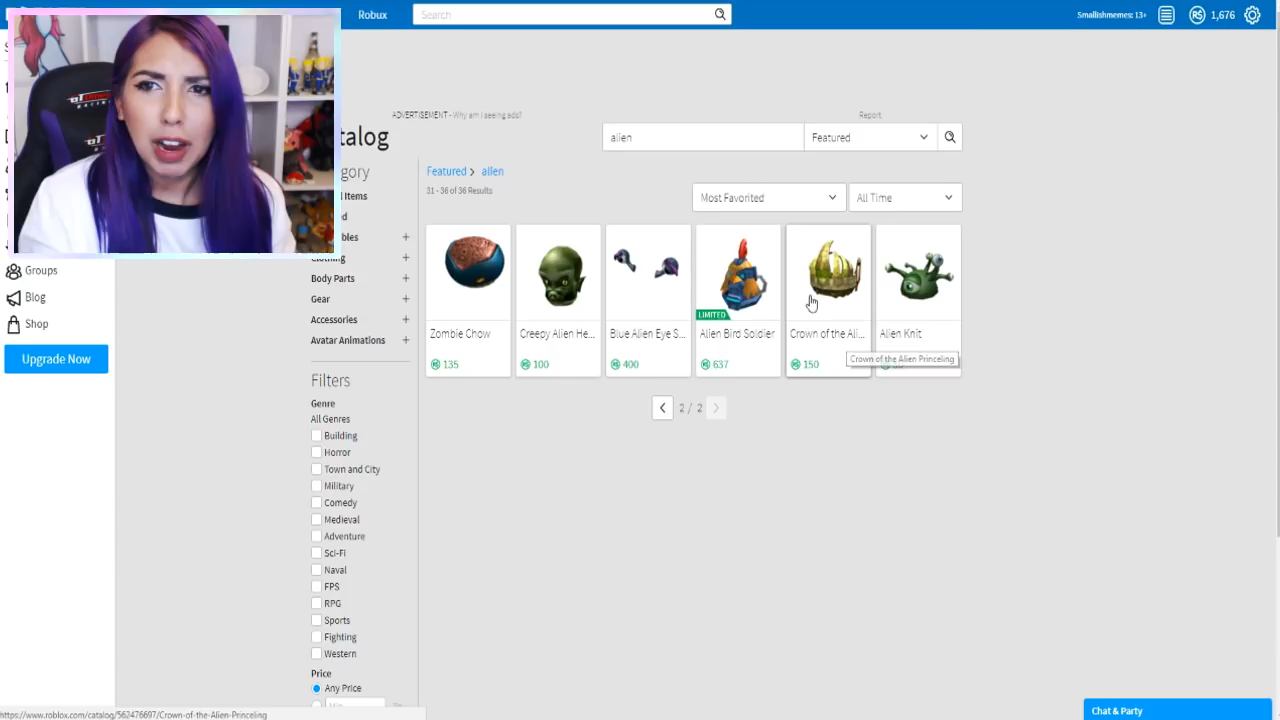 Robux
Search
Smallishmemes: 13+
1,676
ADVERTISEMENT - Why am I seeing ads?
Report
talog
alien
Featured
Featured > alien
31 - 36 of 36 Results
Most Favorited
All Time
Body Parts
Gear
Accessories
Avatar Animations
Groups
Blog
Shop
Upgrade Now
Zombie Chow
135
Creepy Alien He...
100
Blue Alien Eye S...
400
LIMITED
Alien Bird Soldier
637
Crown of the Ali...
150
Alien Knit
Crown of the Alien Princeling
2 / 2
Filters
Genre
All Genres
Building
Horror
Town and City
Military
Comedy
Medieval
Adventure
Sci-Fi
Naval
FPS
RPG
Sports
Fighting
Western
Price
Any Price
Chat & Party
https://www.roblox.com/catalog/562476697/Crown-of-the-Alien-Princeling